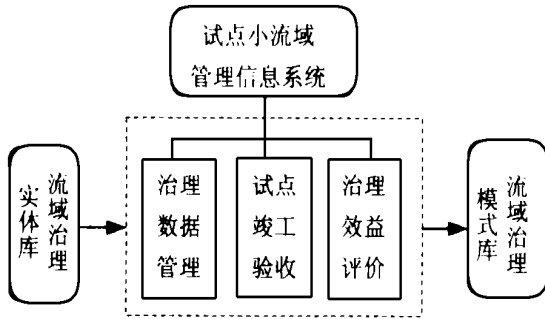 试点小流域
管理信息系统
流域治理
实体库
治理
数据
管理
试点
竣工
验收
治理
效益
评价
流域治理
模式库